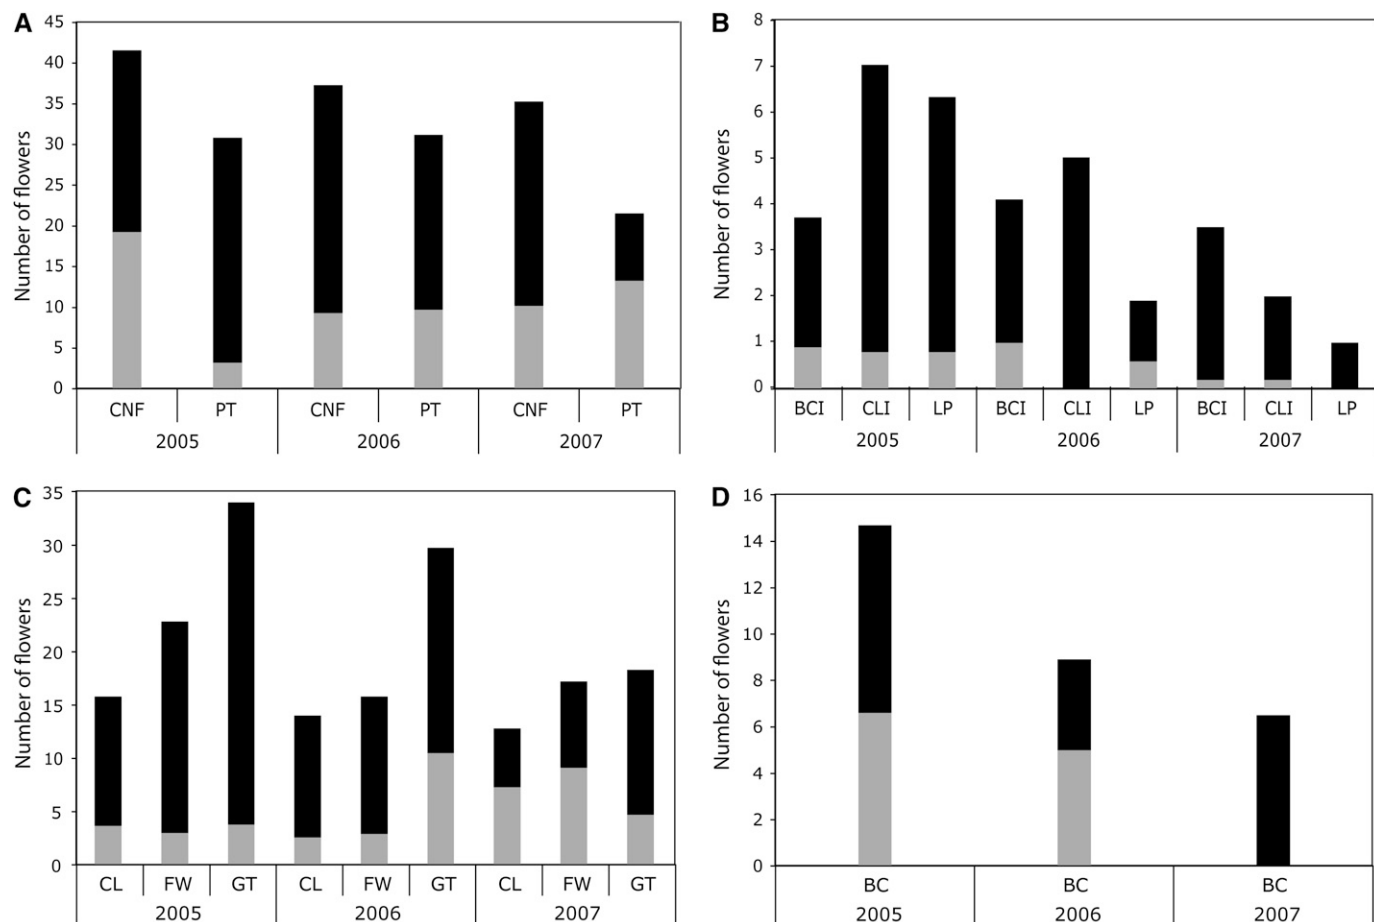 A
Number of flowers
45
40
35
30
25
20
15
10
5
0
CNF PT CNF PT CNF PT
2005 2006 2007
B
Number of flowers
8
7
6
5
4
3
2
1
0
BCI CLI LP BCI CLI LP BCI CLI LP
2005 2006 2007
C
Number of flowers
35
30
25
20
15
10
5
0
CL FW GT CL FW GT CL FW GT
2005 2006 2007
D
Number of flowers
16
14
12
10
8
6
4
2
0
BC BC BC
2005 2006 2007